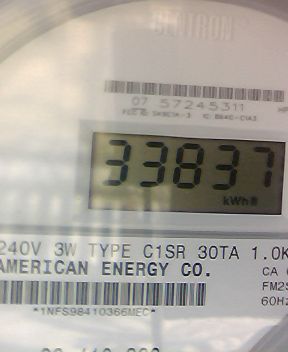 CENTRON
07 57245311
33837
kWh
240V 3W TYPE C1SR 30TA 1.0K
AMERICAN ENERGY CO.
CA
FM2S
60Hz
*1NFS98410366MEC*